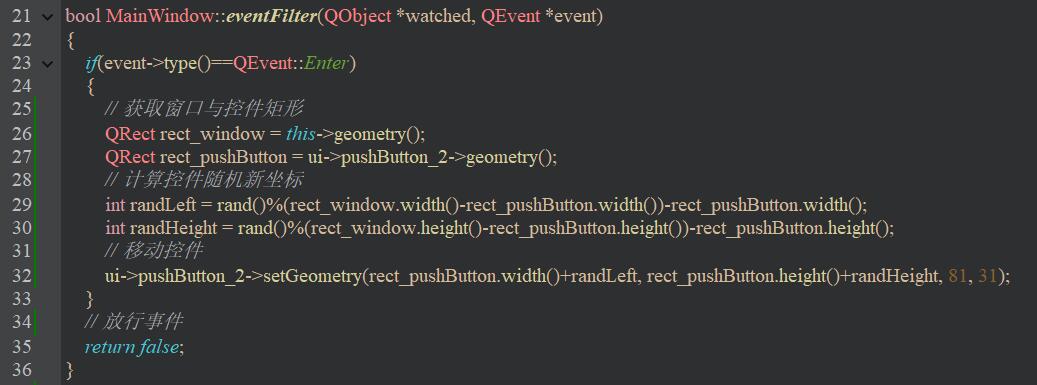 21 bool MainWindow::eventFilter(QObject *watched, QEvent *event)
22 {
23 if(event->type()==QEvent::Enter)
24 {
25 // 获取窗口与控件矩形
26 QRect rect_window = this->geometry();
27 QRect rect_pushButton = ui->pushButton_2->geometry();
28 // 计算控件随机新坐标
29 int randLeft = rand()%(rect_window.width()-rect_pushButton.width())-rect_pushButton.width();
30 int randHeight = rand()%(rect_window.height()-rect_pushButton.height())-rect_pushButton.height();
31 // 移动控件
32 ui->pushButton_2->setGeometry(rect_pushButton.width()+randLeft, rect_pushButton.height()+randHeight, 81, 31);
33 }
34 // 放行事件
35 return false;
36 }